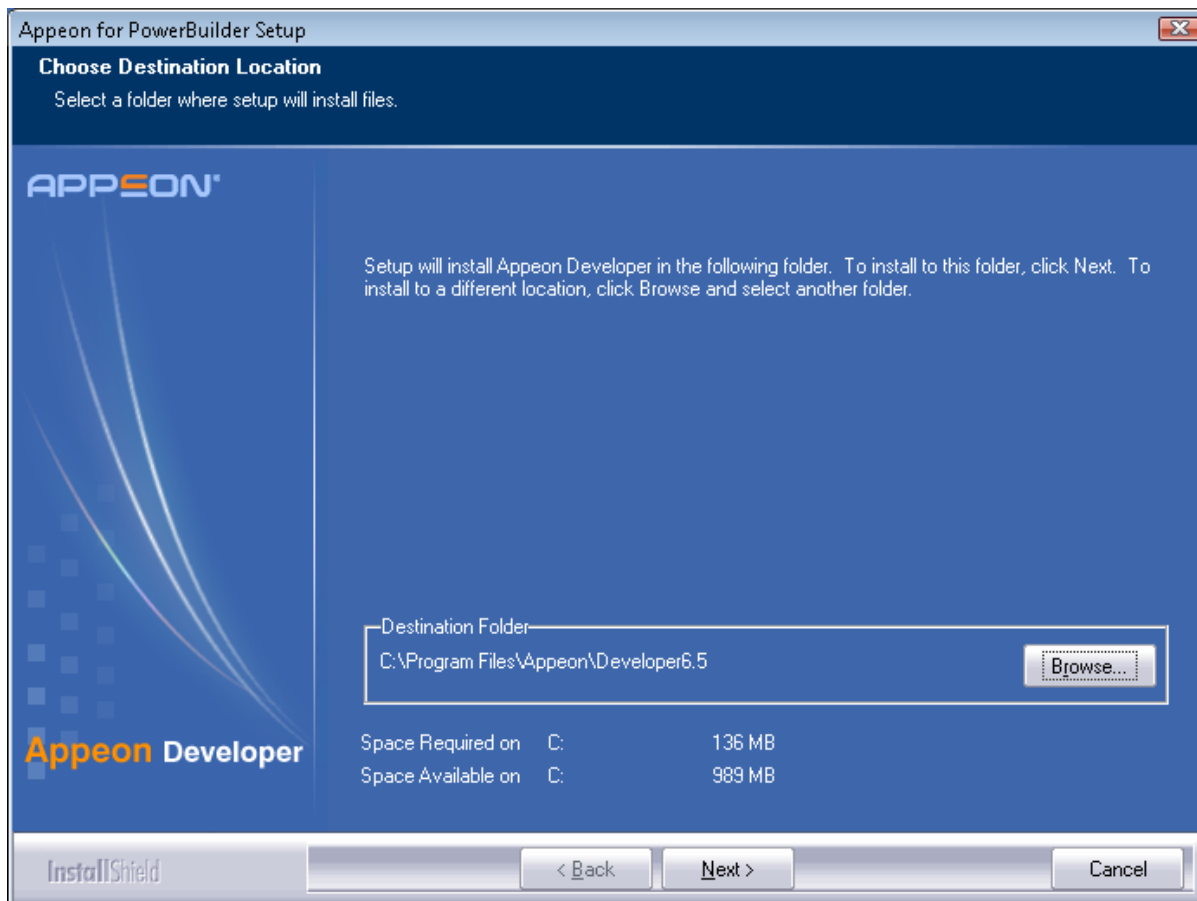 Appeon for PowerBuilder Setup
Choose Destination Location
Select a folder where setup will install files.
APPEON®
Setup will install Appeon Developer in the following folder.  To install to this folder, click Next.  To
install to a different location, click Browse and select another folder.
Destination Folder
C:\Program Files\Appeon\Developer6.5
Browse...
Appeon Developer
Space Required on C: 136 MB
Space Available on C: 989 MB
InstallShield
< Back
Next >
Cancel